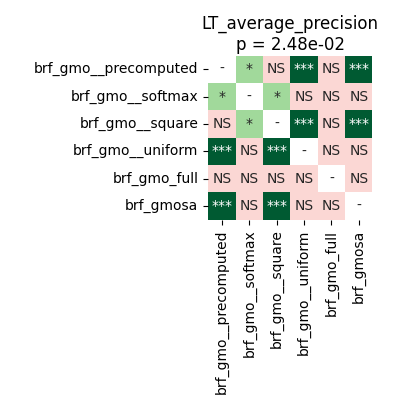 LT_average_precision
p = 2.48e-02
brf_gmo__precomputed - * NS *** NS ***
brf_gmo__softmax * - * NS NS NS
brf_gmo__square NS * - *** NS ***
brf_gmo__uniform *** NS *** - NS NS
brf_gmo_full NS NS NS NS - NS
brf_gmosa *** NS *** NS NS -
brf_gmo__precomputed
brf_gmo__softmax
brf_gmo__square
brf_gmo__uniform
brf_gmo_full
brf_gmosa